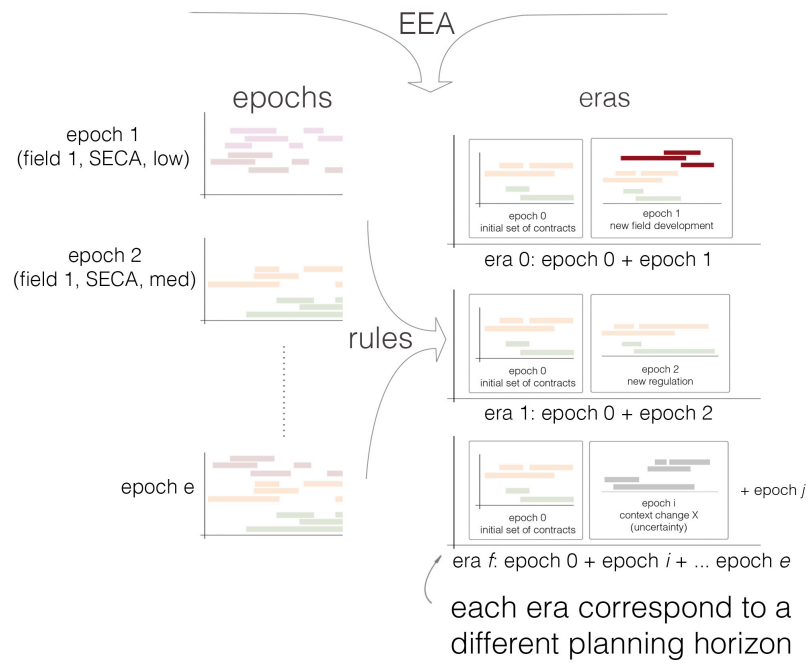 EEA
epochs
eras
epoch 1
(field 1, SECA, low)
epoch 2
(field 1, SECA, med)
epoch e
rules
epoch 0
initial set of contracts
epoch 1
new field development
era 0: epoch 0 + epoch 1
epoch 0
initial set of contracts
epoch 2
new regulation
era 1: epoch 0 + epoch 2
epoch 0
initial set of contracts
epoch i
context change X
(uncertainty)
+ epoch j
era f: epoch 0 + epoch i + ... epoch e
each era correspond to a
different planning horizon